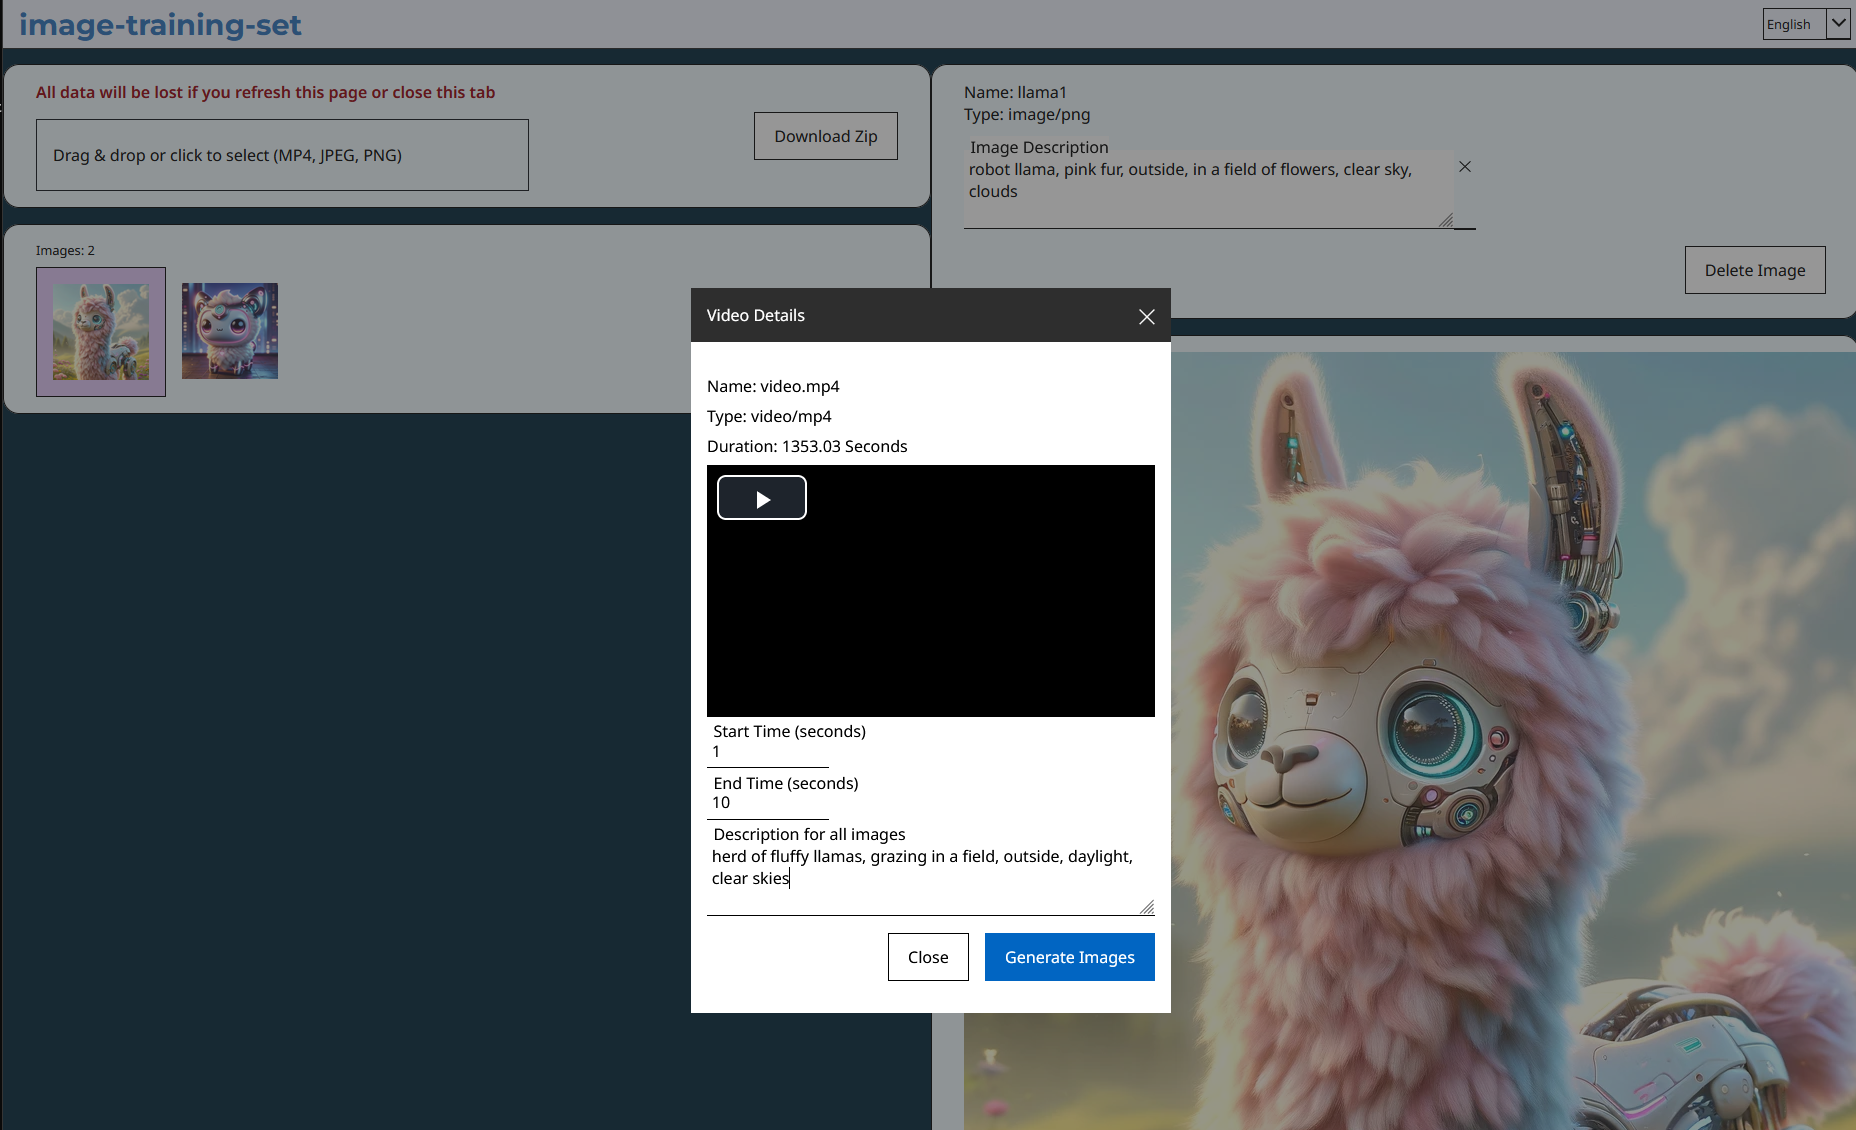 image-training-set
English
All data will be lost if you refresh this page or close this tab
Drag & drop or click to select (MP4, JPEG, PNG)
Download Zip
Images: 2
Name: llama1
Type: image/png
Image Description
robot llama, pink fur, outside, in a field of flowers, clear sky,
clouds
Delete Image
Video Details
Name: video.mp4
Type: video/mp4
Duration: 1353.03 Seconds
Start Time (seconds)
1
End Time (seconds)
10
Description for all images
herd of fluffy llamas, grazing in a field, outside, daylight,
clear skies
Close
Generate Images